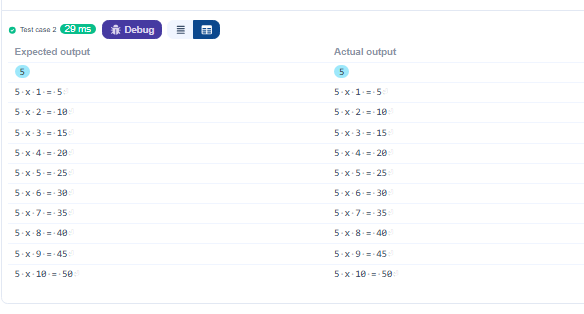 Test case 2 29 ms Debug
Expected output Actual output
5 5
5 x 1 = 5 5 x 1 = 5
5 x 2 = 10 5 x 2 = 10
5 x 3 = 15 5 x 3 = 15
5 x 4 = 20 5 x 4 = 20
5 x 5 = 25 5 x 5 = 25
5 x 6 = 30 5 x 6 = 30
5 x 7 = 35 5 x 7 = 35
5 x 8 = 40 5 x 8 = 40
5 x 9 = 45 5 x 9 = 45
5 x 10 = 50 5 x 10 = 50